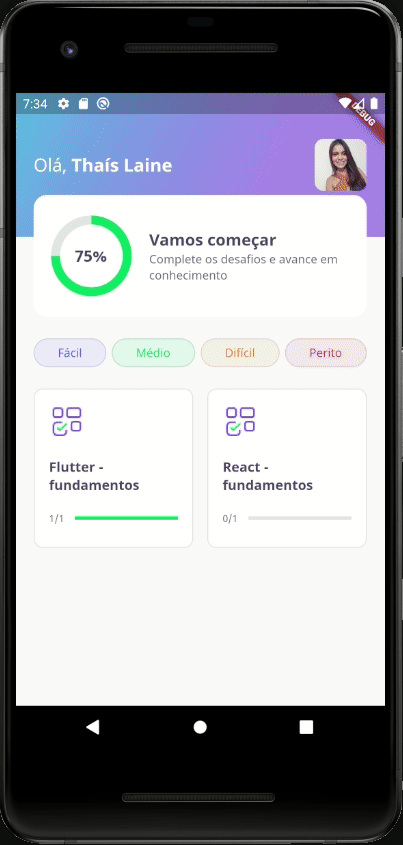 7:34
DEBUG
Olá, Thaís Laine
75%
Vamos começar
Complete os desafios e avance em
conhecimento
Fácil Médio Difícil Perito
Flutter -
fundamentos
1/1
React -
fundamentos
0/1